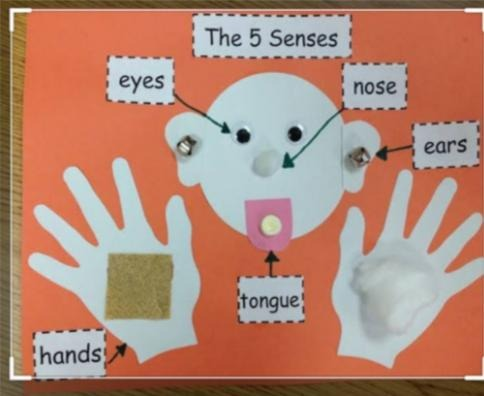 The 5 Senses
eyes
nose
ears
tongue
hands